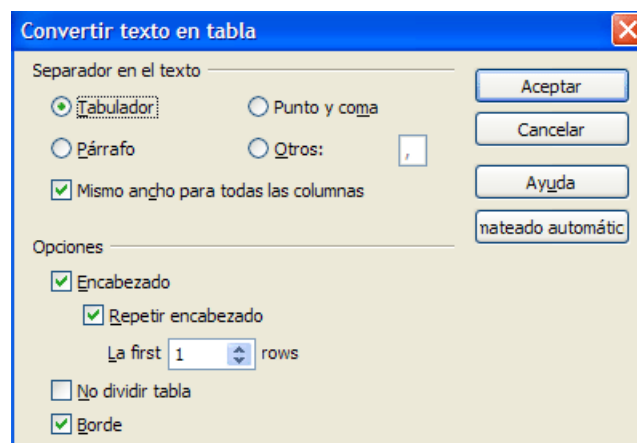 Convertir texto en tabla
Separador en el texto
Aceptar
Tabulador
Punto y coma
Cancelar
Párrafo
Otros:
,
Mismo ancho para todas las columnas
Ayuda
nateado automátic
Opciones
Encabezado
Repetir encabezado
La first 1 rows
No dividir tabla
Borde